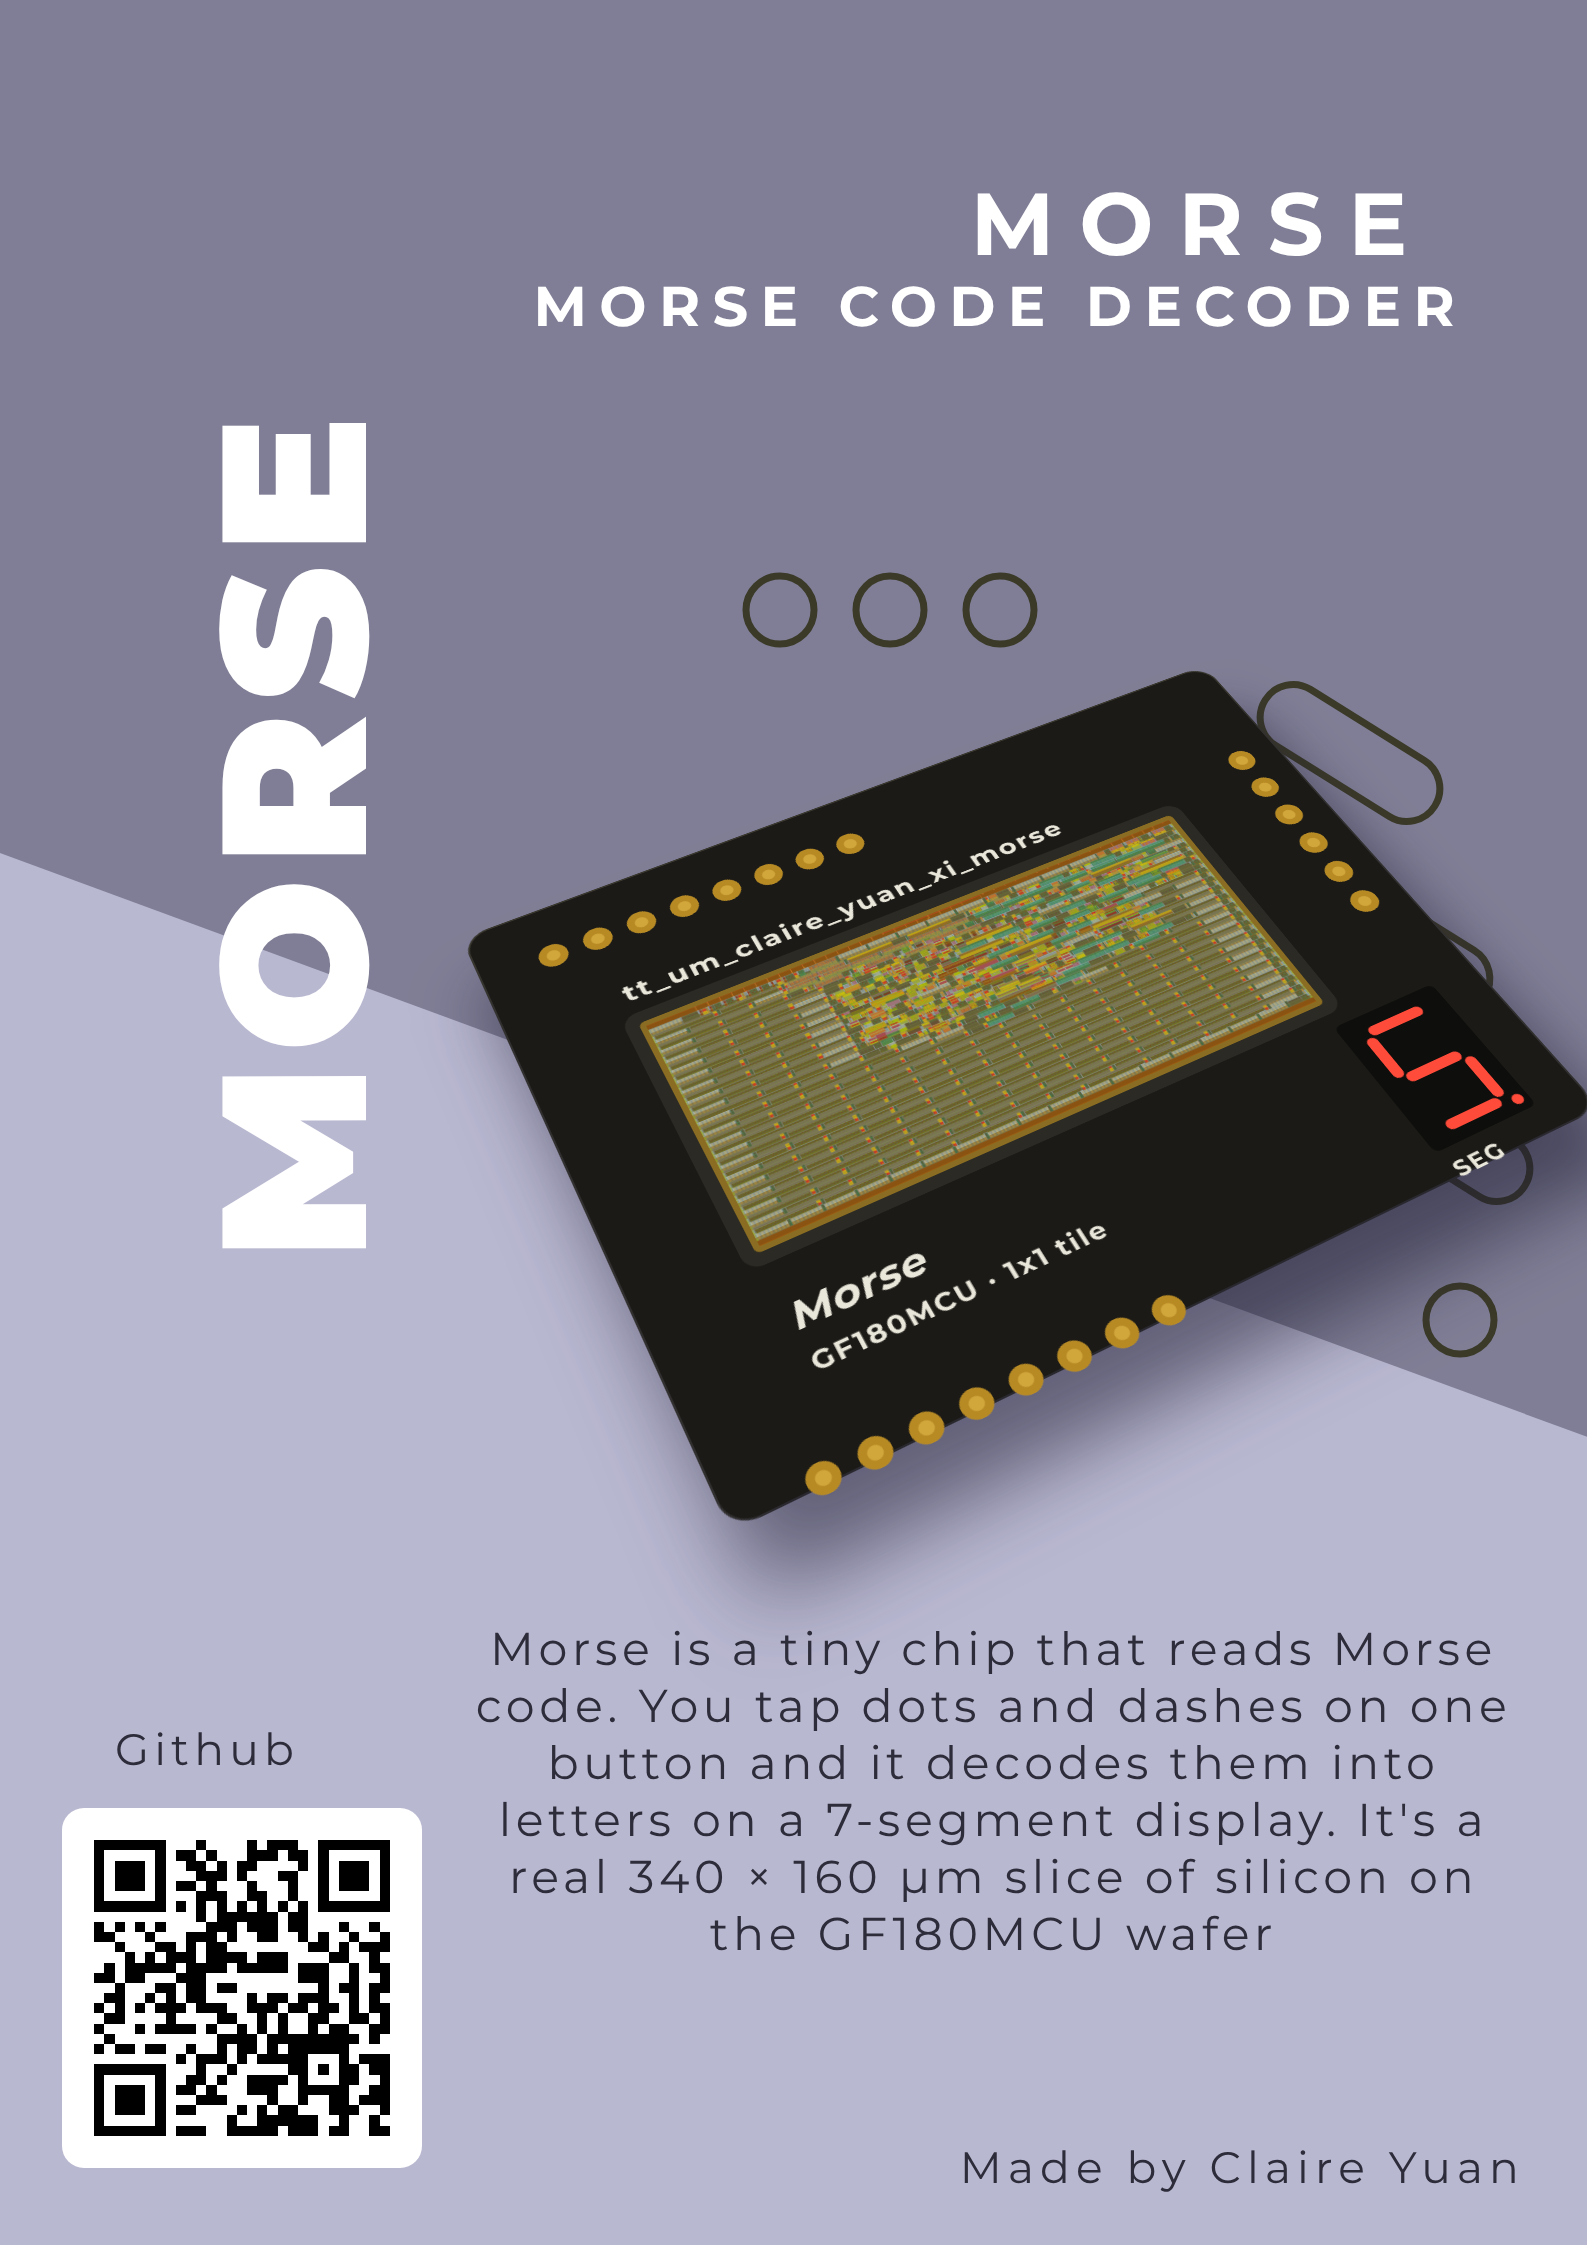 MORSE
MORSE CODE DECODER
MORSE
tt_um_claire_yuan_xi_morse
SEG
Morse
GF180MCU · 1x1 tile
Morse is a tiny chip that reads Morse
code. You tap dots and dashes on one
button and it decodes them into
letters on a 7-segment display. It's a
real 340 × 160 µm slice of silicon on
the GF180MCU wafer
Github
Made by Claire Yuan